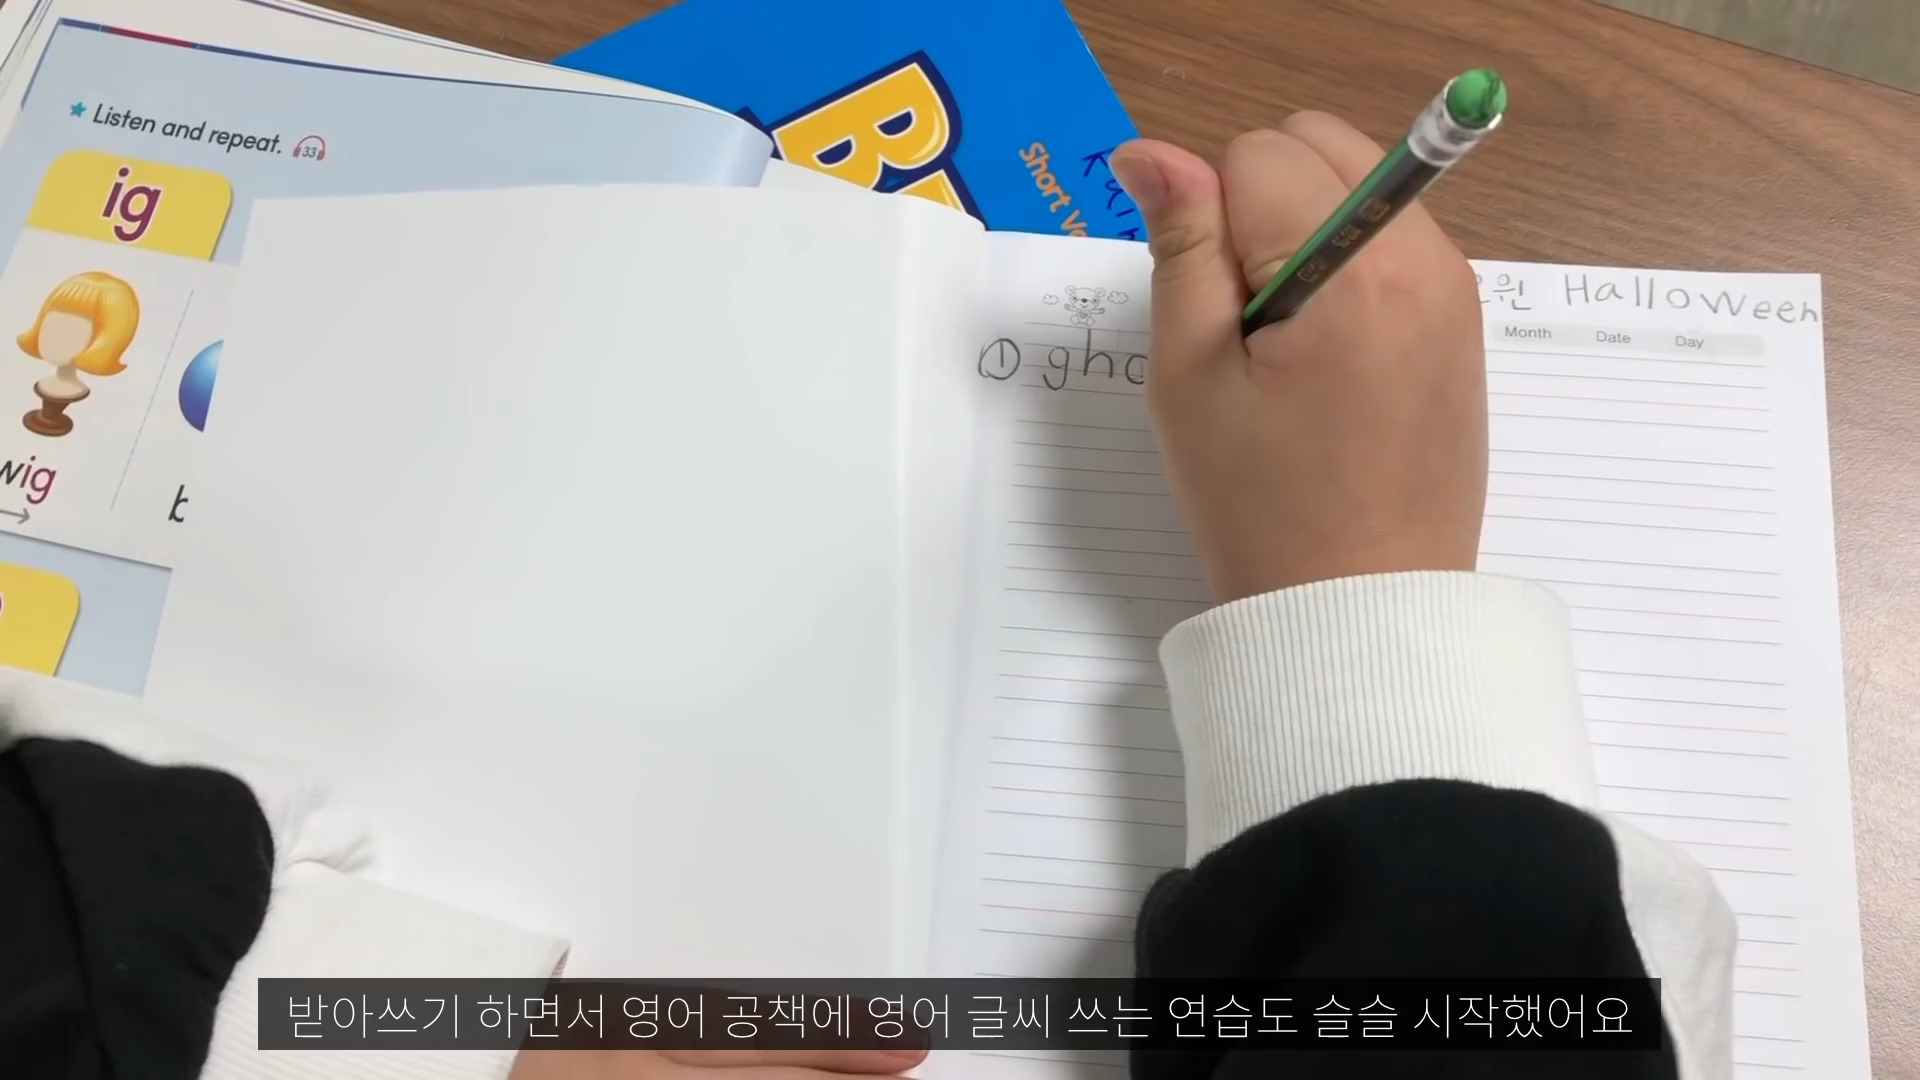 Listen and repeat. 33
ig
wig
b
Short
Halloween
Month Date Day
① gho
받아쓰기 하면서 영어 공책에 영어 글씨 쓰는 연습도 슬슬 시작했어요